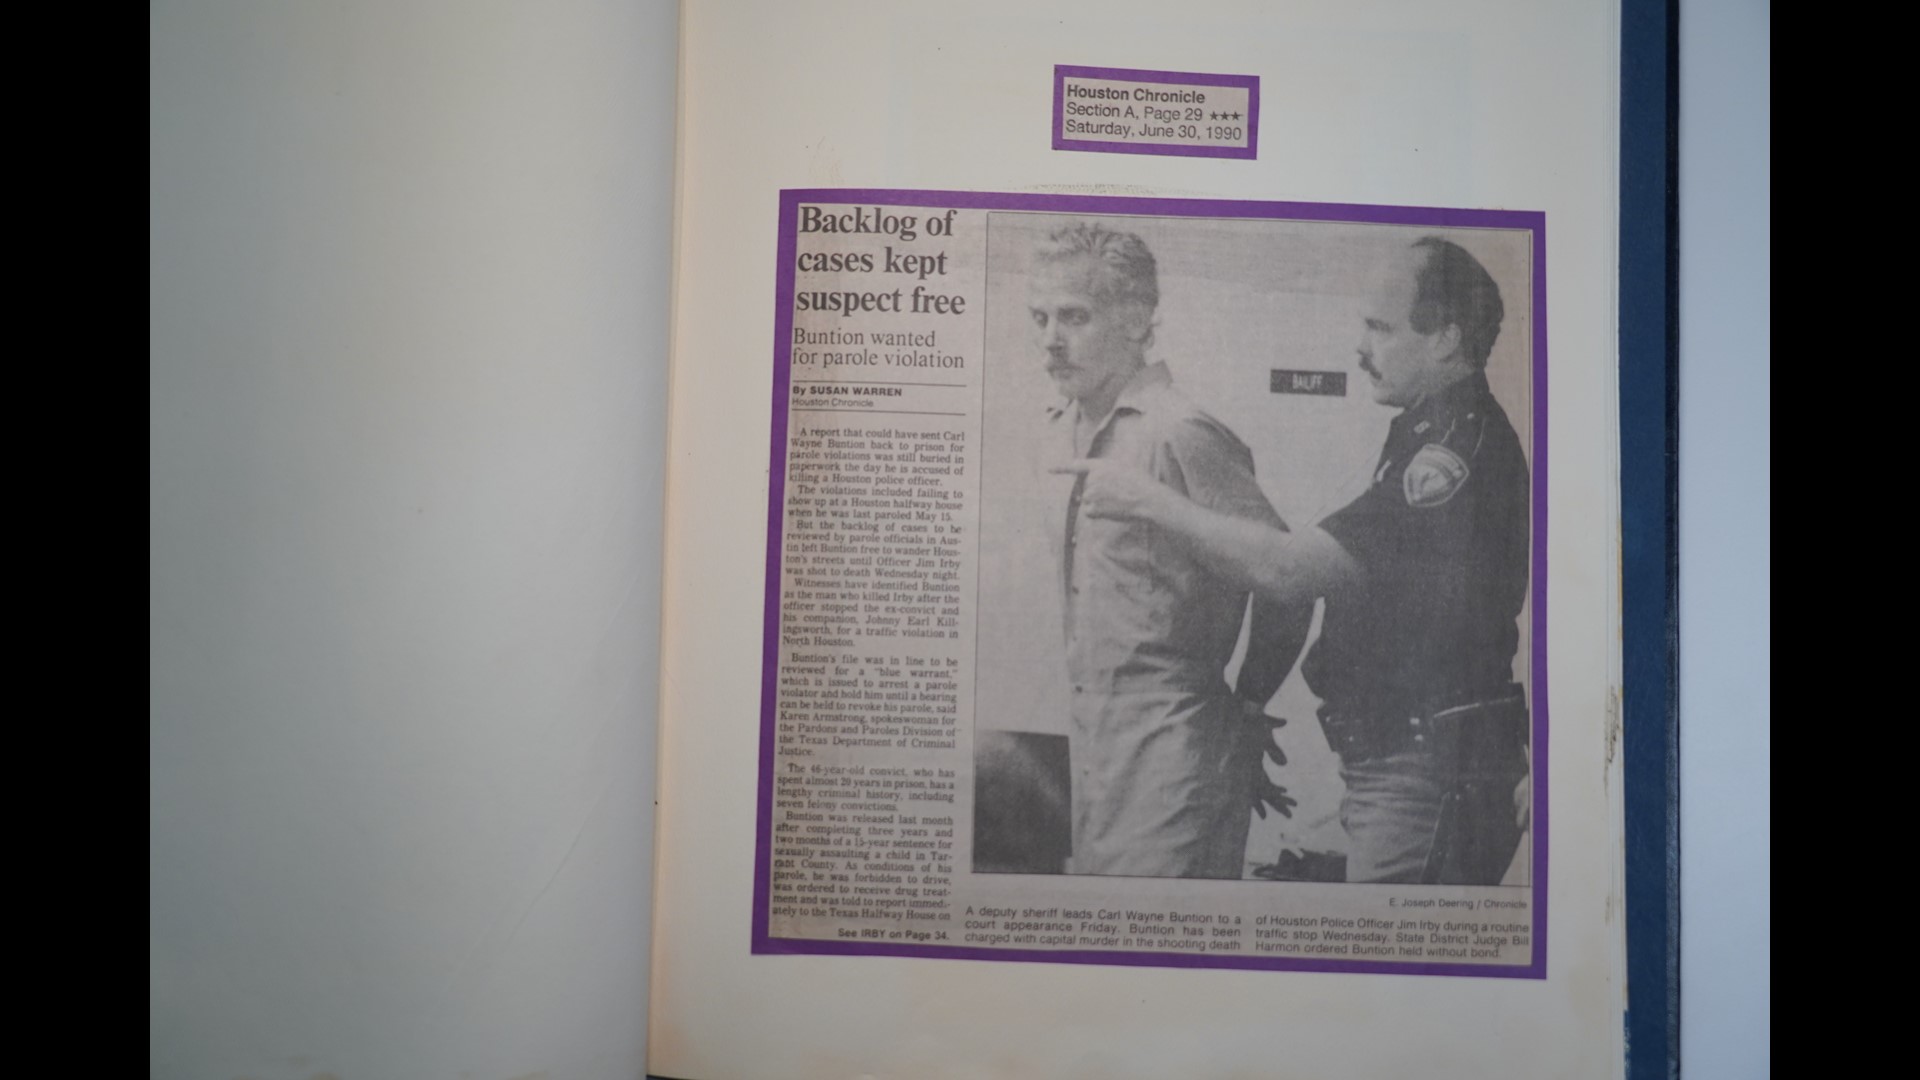 Houston Chronicle
Section A, Page 29 ★★★
Saturday, June 30, 1990
Backlog of
cases kept
suspect free
Buntion wanted
for parole violation
By SUSAN WARREN
Houston Chronicle
A report that could have sent Carl
Wayne Buntion back to prison for
parole violations was still buried in
paperwork the day he is accused of
killing a Houston police officer.
The violations included failing to
show up at a Houston halfway house
when he was last paroled May 15.
But the backlog of cases to be
reviewed by parole officials in Aus-
tin left Buntion free to wander Hous-
ton's streets until Officer Jim Irby
was shot to death Wednesday night.
Witnesses have identified Buntion
as the man who killed Irby after the
officer stopped the ex-convict and
his companion, Johnny Earl Kill-
ingsworth, for a traffic violation in
North Houston.
Buntion's file was in line to be
reviewed for a "blue warrant,"
which is issued to arrest a parole
violator and hold him until a hearing
can be held to revoke his parole, said
Karen Armstrong, spokeswoman for
the Pardons and Paroles Division of
the Texas Department of Criminal
Justice.
The 46-year-old convict, who has
spent almost 20 years in prison, has a
lengthy criminal history, including
seven felony convictions.
Buntion was released last month
after completing three years and
two months of a 15-year sentence for
sexually assaulting a child in Tar-
rant County. As conditions of his
parole, he was forbidden to drive,
was ordered to receive drug treat-
ment and was told to report immed-
iately to the Texas Halfway House on
See IRBY on Page 34.
BAILIFF
E. Joseph Deering / Chronicle
A deputy sheriff leads Carl Wayne Buntion to a
court appearance Friday. Buntion has been
charged with capital murder in the shooting death
of Houston Police Officer Jim Irby during a routine
traffic stop Wednesday. State District Judge Bill
Harmon ordered Buntion held without bond.